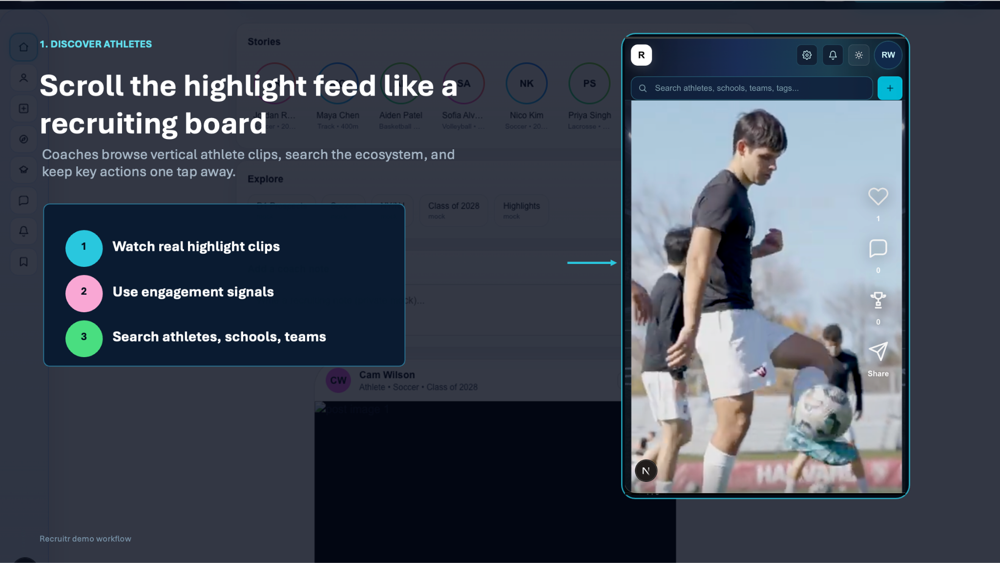 1. DISCOVER ATHLETES
Scroll the highlight feed like a
recruiting board
Coaches browse vertical athlete clips, search the ecosystem, and
keep key actions one tap away.
1 Watch real highlight clips
2 Use engagement signals
3 Search athletes, schools, teams
Recruitr demo workflow
Stories
SA NK PS
Maya Chen Aiden Patel Sofia Alv... Nico Kim Priya Singh
Track • 400m Basketball ... Volleyball • ... Soccer • 20... Lacrosse • ...
Explore
Class of 2028 Highlights
mock mock
CW Cam Wilson
Athlete • Soccer • Class of 2028
post image 1
R RW
Search athletes, schools, teams, tags...
+
1
0
0
Share
N